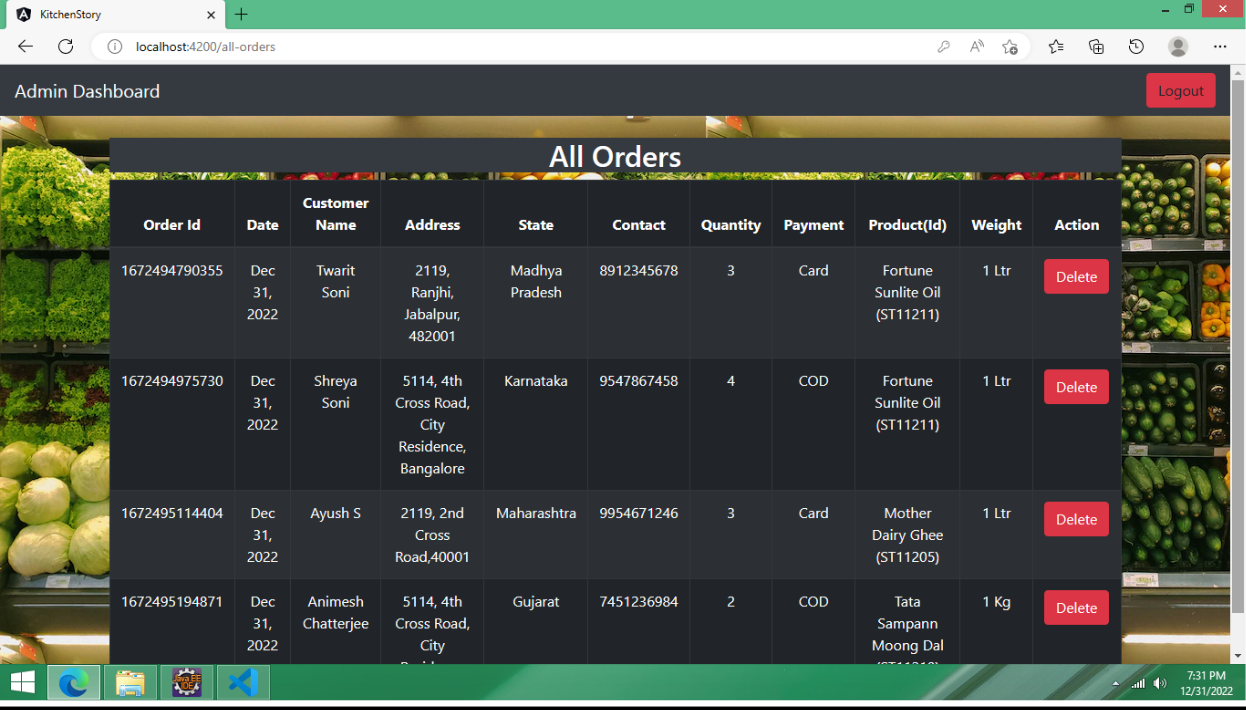 KitchenStory
localhost:4200/all-orders
Admin Dashboard
Logout
All Orders
Order Id Date Customer Name Address State Contact Quantity Payment Product(Id) Weight Action
1672494790355 Dec 31, 2022 Twarit Soni 2119, Ranjhi, Jabalpur, 482001 Madhya Pradesh 8912345678 3 Card Fortune Sunlite Oil (ST11211) 1 Ltr Delete
1672494975730 Dec 31, 2022 Shreya Soni 5114, 4th Cross Road, City Residence, Bangalore Karnataka 9547867458 4 COD Fortune Sunlite Oil (ST11211) 1 Ltr Delete
1672495114404 Dec 31, 2022 Ayush S 2119, 2nd Cross Road,40001 Maharashtra 9954671246 3 Card Mother Dairy Ghee (ST11205) 1 Ltr Delete
1672495194871 Dec 31, 2022 Animesh Chatterjee 5114, 4th Cross Road, City Gujarat 7451236984 2 COD Tata Sampann Moong Dal 1 Kg Delete
Java EE
IDE
7:31 PM
12/31/2022